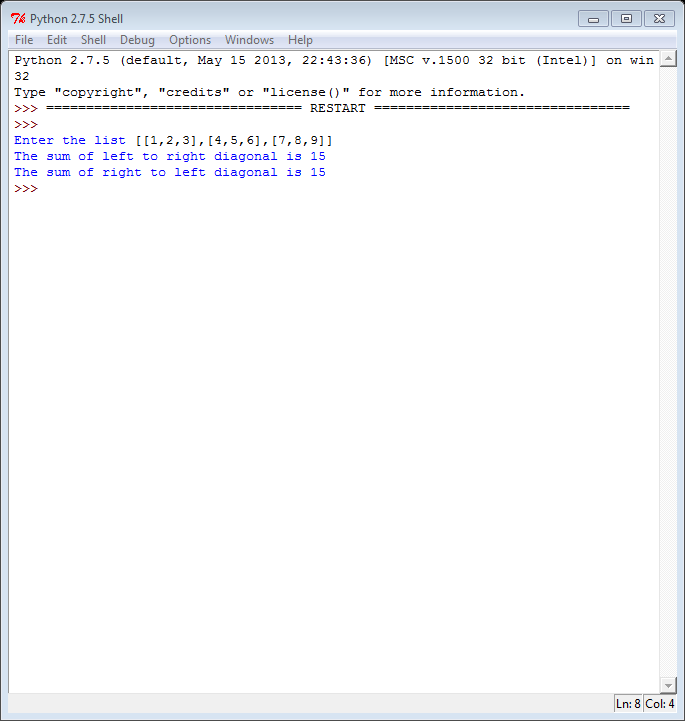 Python 2.7.5 Shell
File Edit Shell Debug Options Windows Help
Python 2.7.5 (default, May 15 2013, 22:43:36) [MSC v.1500 32 bit (Intel)] on win
32
Type "copyright", "credits" or "license()" for more information.
>>> ================================ RESTART ================================
>>>
Enter the list [[1,2,3],[4,5,6],[7,8,9]]
The sum of left to right diagonal is 15
The sum of right to left diagonal is 15
>>>
Ln: 8 Col: 4